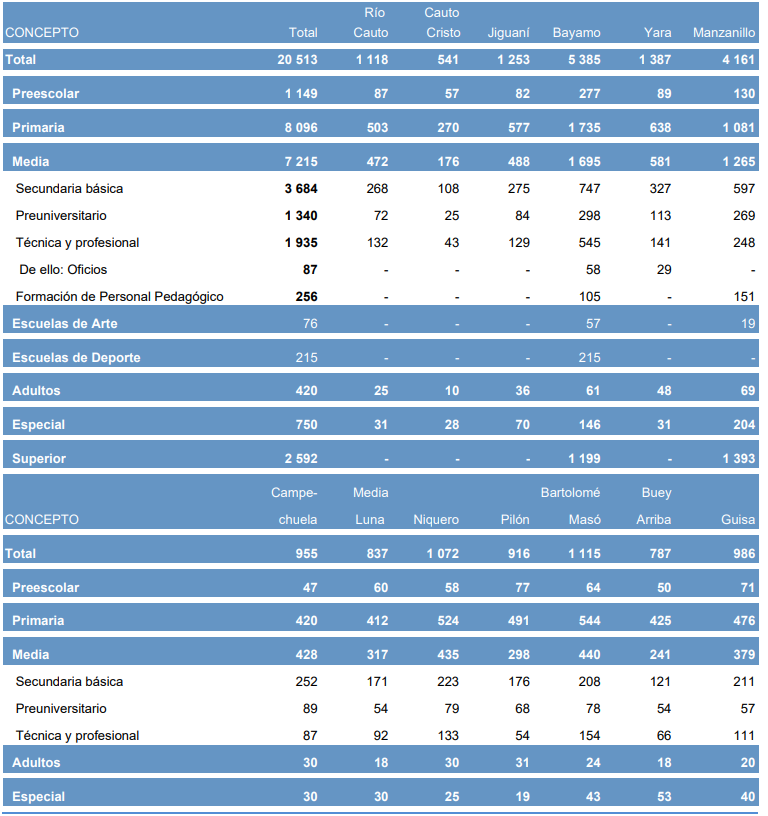 Río Cauto
CONCEPTO Total Cauto Cristo Jiguaní Bayamo Yara Manzanillo
Total 20 513 1 118 541 1 253 5 385 1 387 4 161
Preescolar 1 149 87 57 82 277 89 130
Primaria 8 096 503 270 577 1 735 638 1 081
Media 7 215 472 176 488 1 695 581 1 265
Secundaria básica 3 684 268 108 275 747 327 597
Preuniversitario 1 340 72 25 84 298 113 269
Técnica y profesional 1 935 132 43 129 545 141 248
De ello: Oficios 87 - - - 58 29 -
Formación de Personal Pedagógico 256 - - - 105 - 151
Escuelas de Arte 76 - - - 57 - 19
Escuelas de Deporte 215 - - - 215 - -
Adultos 420 25 10 36 61 48 69
Especial 750 31 28 70 146 31 204
Superior 2 592 - - - 1 199 - 1 393
Campe- Media Bartolomé Buey
CONCEPTO chuela Luna Niquero Pilón Masó Arriba Guisa
Total 955 837 1 072 916 1 115 787 986
Preescolar 47 60 58 77 64 50 71
Primaria 420 412 524 491 544 425 476
Media 428 317 435 298 440 241 379
Secundaria básica 252 171 223 176 208 121 211
Preuniversitario 89 54 79 68 78 54 57
Técnica y profesional 87 92 133 54 154 66 111
Adultos 30 18 30 31 24 18 20
Especial 30 30 25 19 43 53 40